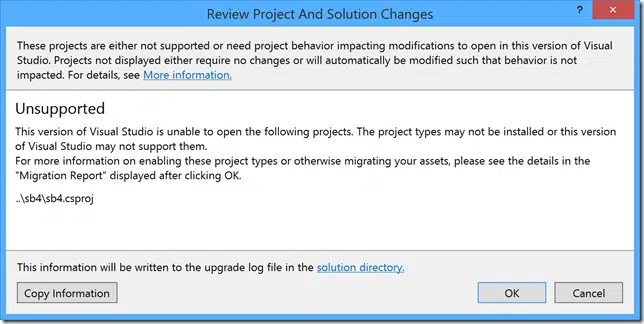 Review Project And Solution Changes
?
These projects are either not supported or need project behavior impacting modifications to open in this version of Visual
Studio. Projects not displayed either require no changes or will automatically be modified such that behavior is not
impacted. For details, see More information.
Unsupported
This version of Visual Studio is unable to open the following projects. The project types may not be installed or this version
of Visual Studio may not support them.
For more information on enabling these project types or otherwise migrating your assets, please see the details in the
"Migration Report" displayed after clicking OK.
..\sb4\sb4.csproj
This information will be written to the upgrade log file in the solution directory.
Copy Information
OK
Cancel